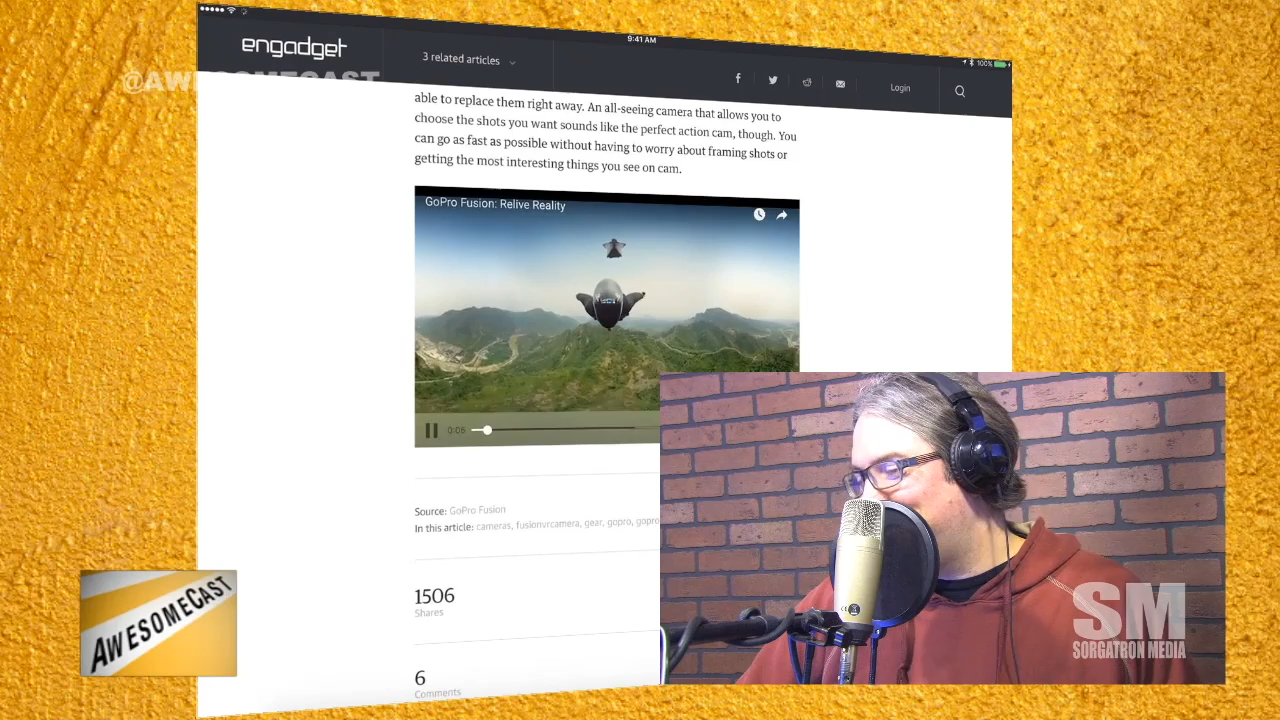 9:41 AM
100%
engadget
3 related articles
Login
@AWESOMECAST
able to replace them right away. An all-seeing camera that allows you to
choose the shots you want sounds like the perfect action cam, though. You
can go as fast as possible without having to worry about framing shots or
getting the most interesting things you see on cam.
GoPro Fusion: Relive Reality
0:06
Source: GoPro Fusion
In this article: cameras, fusionvrcamera, gear, gopro, gopro
1506
Shares
6
Comments
AWESOMECAST
SM
SORGATRON MEDIA